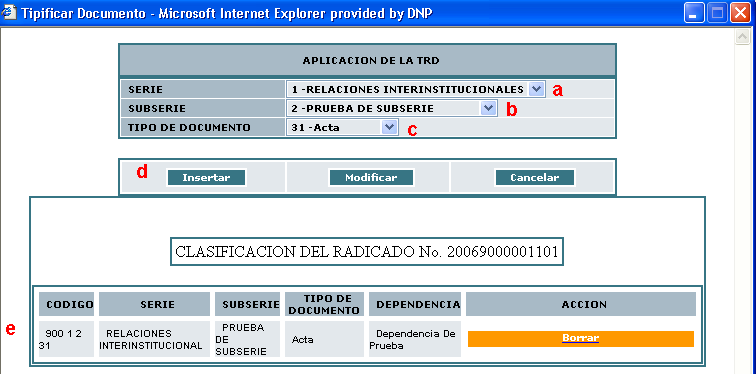 Tipificar Documento - Microsoft Internet Explorer provided by DNP
APLICACION DE LA TRD
SERIE 1 -RELACIONES INTERINSTITUCIONALES a
SUBSERIE 2 -PRUEBA DE SUBSERIE b
TIPO DE DOCUMENTO 31 -Acta c
d Insertar Modificar Cancelar
CLASIFICACION DEL RADICADO No. 20069000001101
CODIGO SERIE SUBSERIE TIPO DE DOCUMENTO DEPENDENCIA ACCION
e 900 1 2 31 RELACIONES INTERINSTITUCIONAL PRUEBA DE SUBSERIE Acta Dependencia De Prueba Borrar